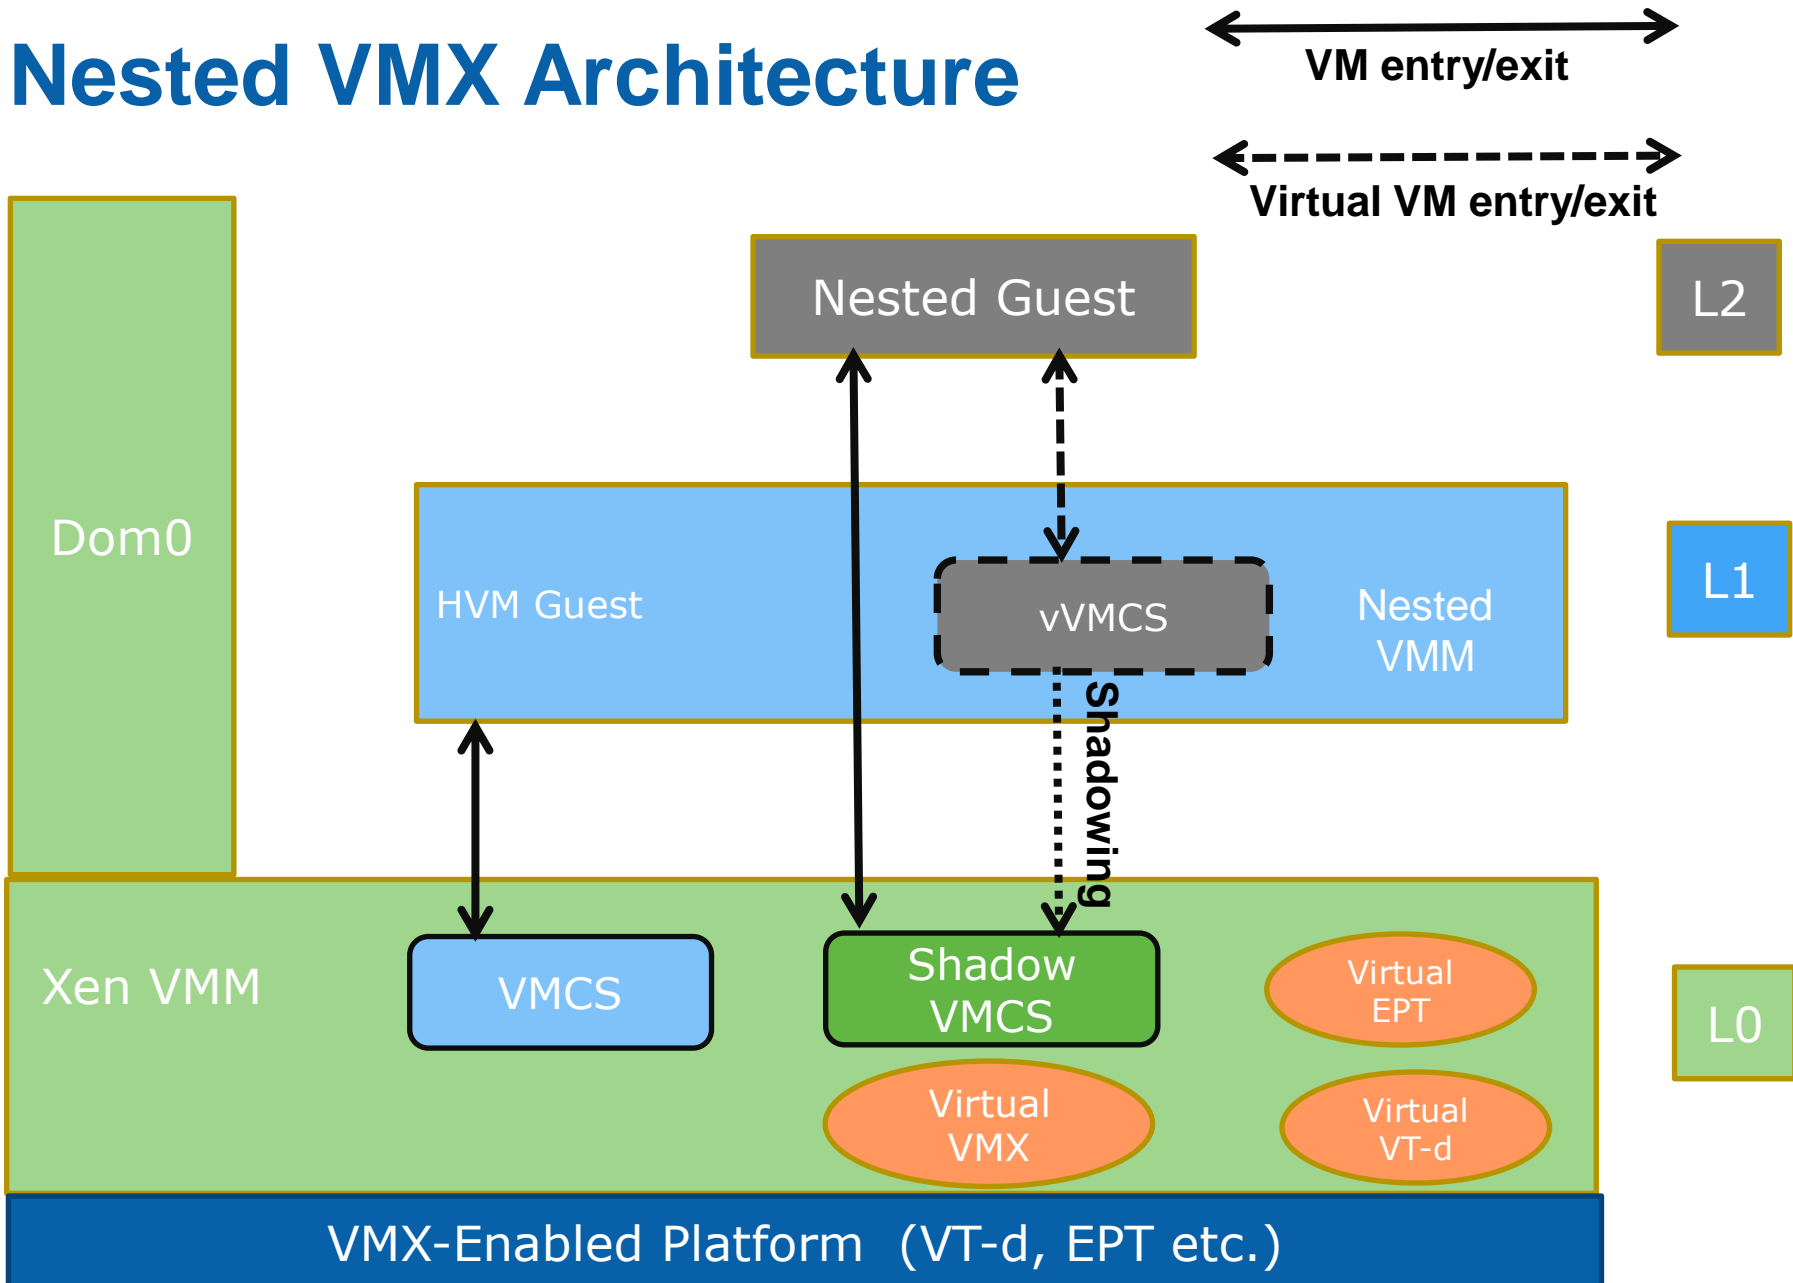 Nested VMX Architecture
VM entry/exit
Virtual VM entry/exit
Nested Guest
L2
Dom0
HVM Guest
vVMCS
Nested
VMM
L1
Shadowing
Xen VMM
VMCS
Shadow
VMCS
Virtual
EPT
L0
Virtual
VMX
Virtual
VT-d
VMX-Enabled Platform (VT-d, EPT etc.)